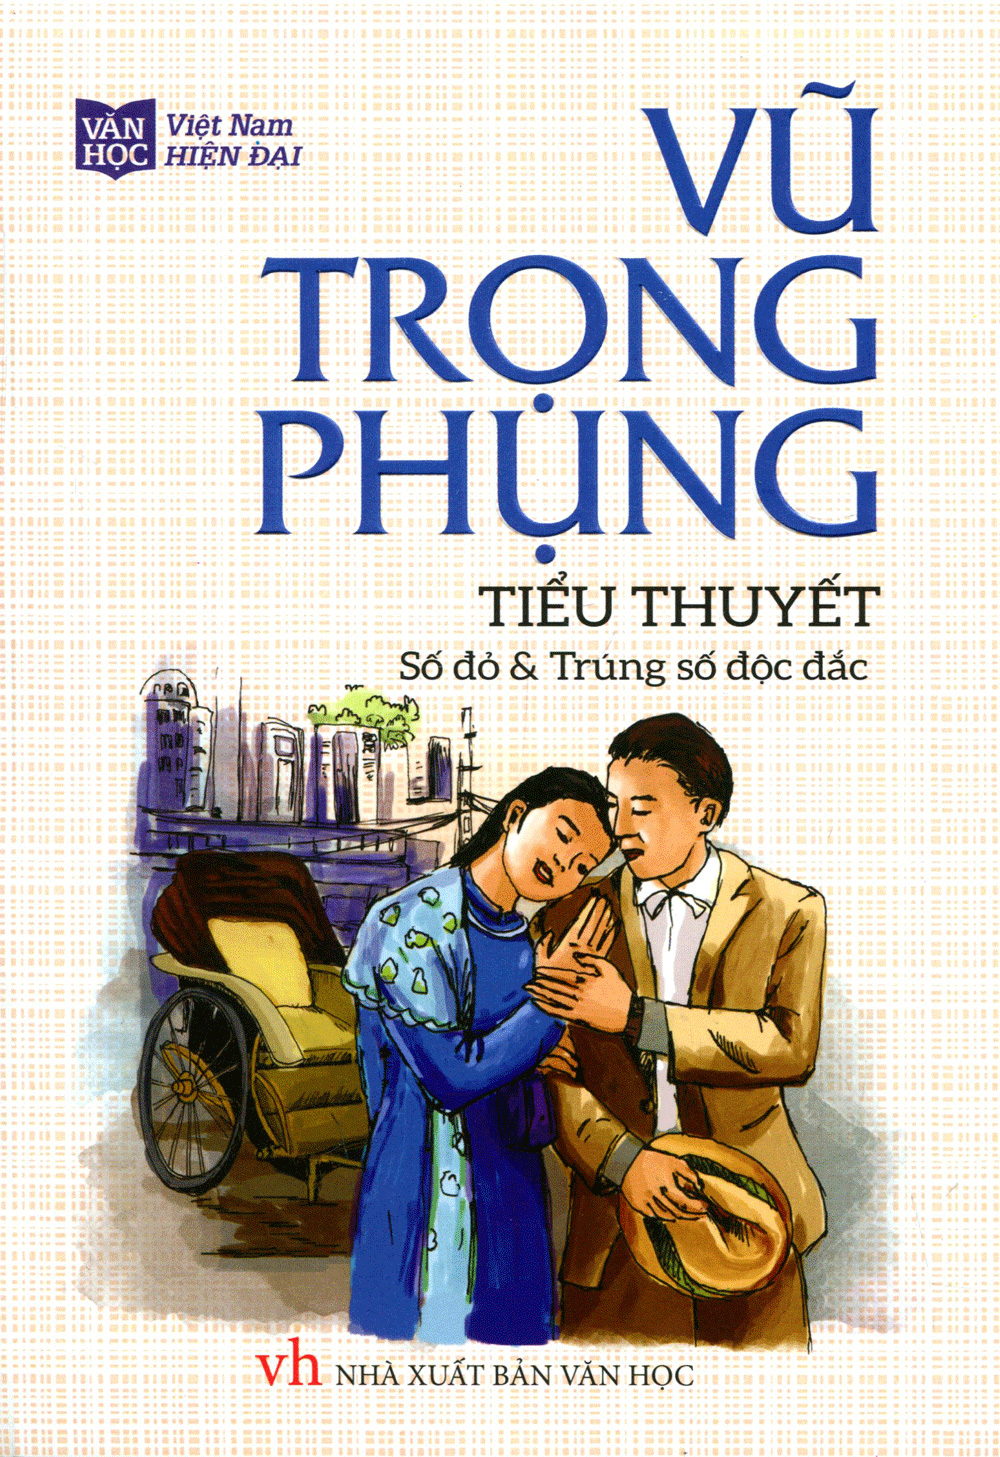 VĂN
HỌC
Việt Nam
HIỆN ĐẠI
VŨ
TRỌNG
PHỤNG
TIỂU THUYẾT
Số đỏ & Trúng số độc đắc
vh NHÀ XUẤT BẢN VĂN HỌC